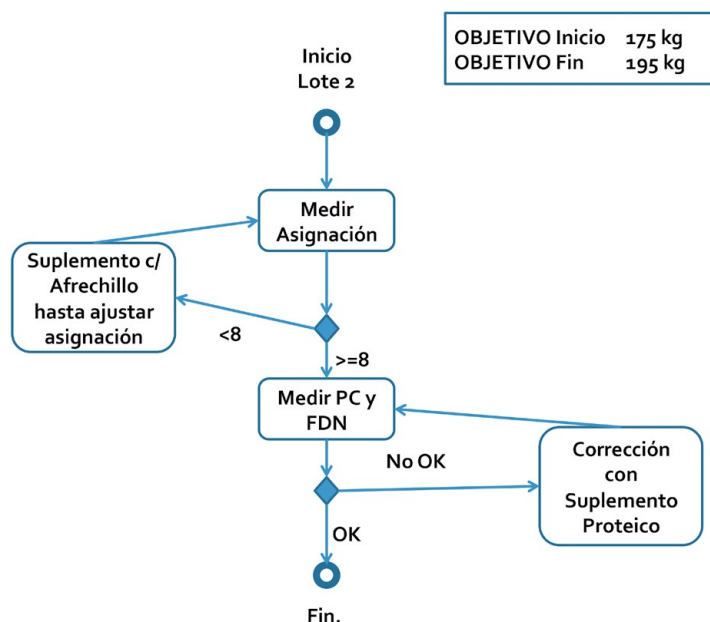 OBJETIVO Inicio 175 kg
OBJETIVO Fin 195 kg
Inicio
Lote 2
Medir
Asignación
Suplemento c/
Afrechillo
hasta ajustar
asignación
<8
>=8
Medir PC y
FDN
No OK
Corrección
con
Suplemento
Proteico
OK
Fin.